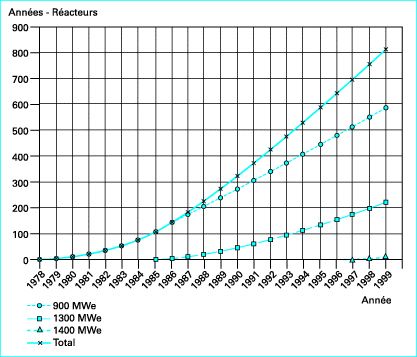 Années - Réacteurs
900
800
700
600
500
400
300
200
100
0
1978 1979 1980 1981 1982 1983 1984 1985 1986 1987 1988 1989 1990 1991 1992 1993 1994 1995 1996 1997 1998 1999
Année
900 MWe
1300 MWe
1400 MWe
Total